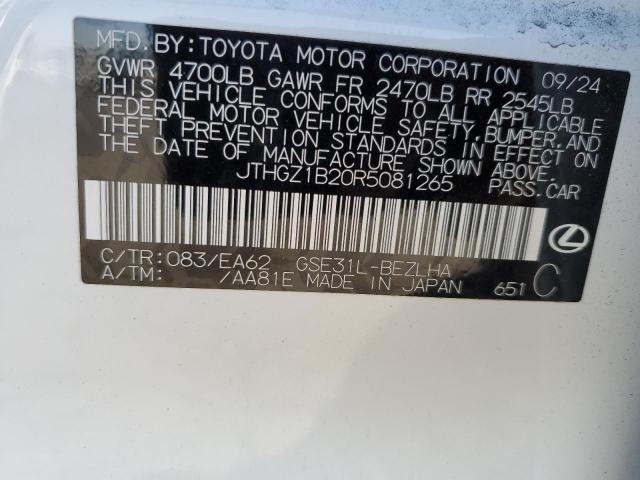 MFD. BY: TOYOTA MOTOR CORPORATION 09/24
GVWR 4700LB GAWR FR 2470LB RR 2545LB
THIS VEHICLE CONFORMS TO ALL APPLICABLE
FEDERAL MOTOR VEHICLE SAFETY, BUMPER, AND
THEFT PREVENTION STANDARDS IN EFFECT ON
THE DATE OF MANUFACTURE SHOWN ABOVE.
JTHGZ1B20R5081265 PASS.CAR
C/TR: 083/EA62 GSE31L-BEZLHA
A/TM: /AA81E MADE IN JAPAN 651 C